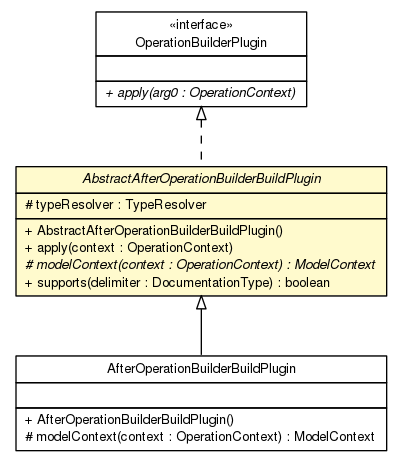 «interface»
OperationBuilderPlugin
+ apply(arg0 : OperationContext)
AbstractAfterOperationBuilderBuildPlugin
# typeResolver : TypeResolver
+ AbstractAfterOperationBuilderBuildPlugin()
+ apply(context : OperationContext)
# modelContext(context : OperationContext) : ModelContext
+ supports(delimiter : DocumentationType) : boolean
AfterOperationBuilderBuildPlugin
+ AfterOperationBuilderBuildPlugin()
# modelContext(context : OperationContext) : ModelContext